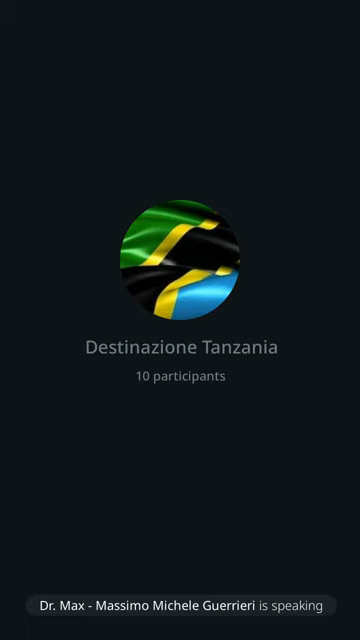 Destinazione Tanzania
10 participants
Dr. Max - Massimo Michele Guerrieri is speaking